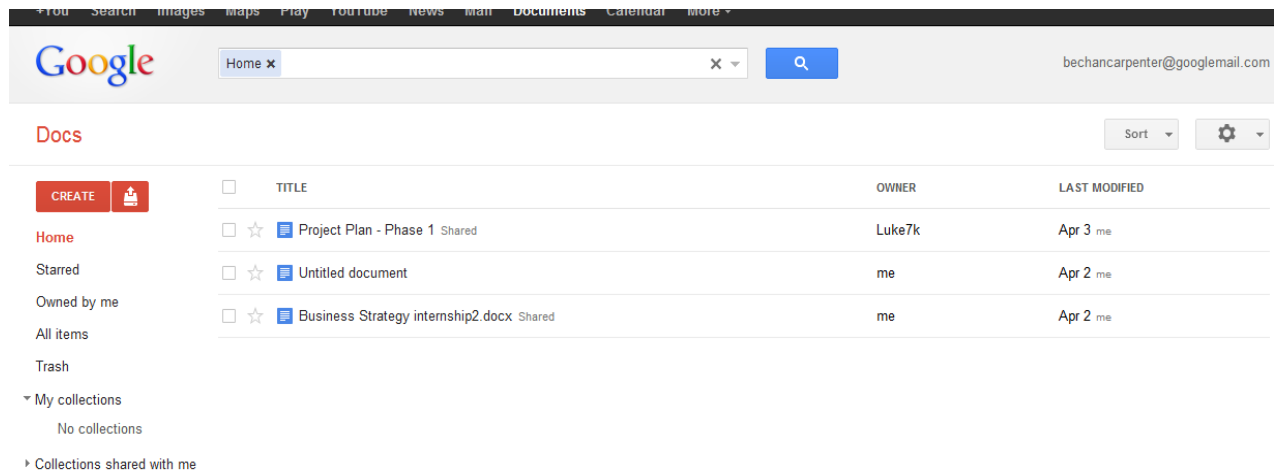 +You Search Images Maps Play YouTube News Mail Documents Calendar More
Google Home bechancarpenter@googlemail.com
Docs Sort
CREATE TITLE OWNER LAST MODIFIED
Home Project Plan - Phase 1 Shared Luke7k Apr 3 me
Starred Untitled document me Apr 2 me
Owned by me Business Strategy internship2.docx Shared me Apr 2 me
All items
Trash
My collections
No collections
Collections shared with me